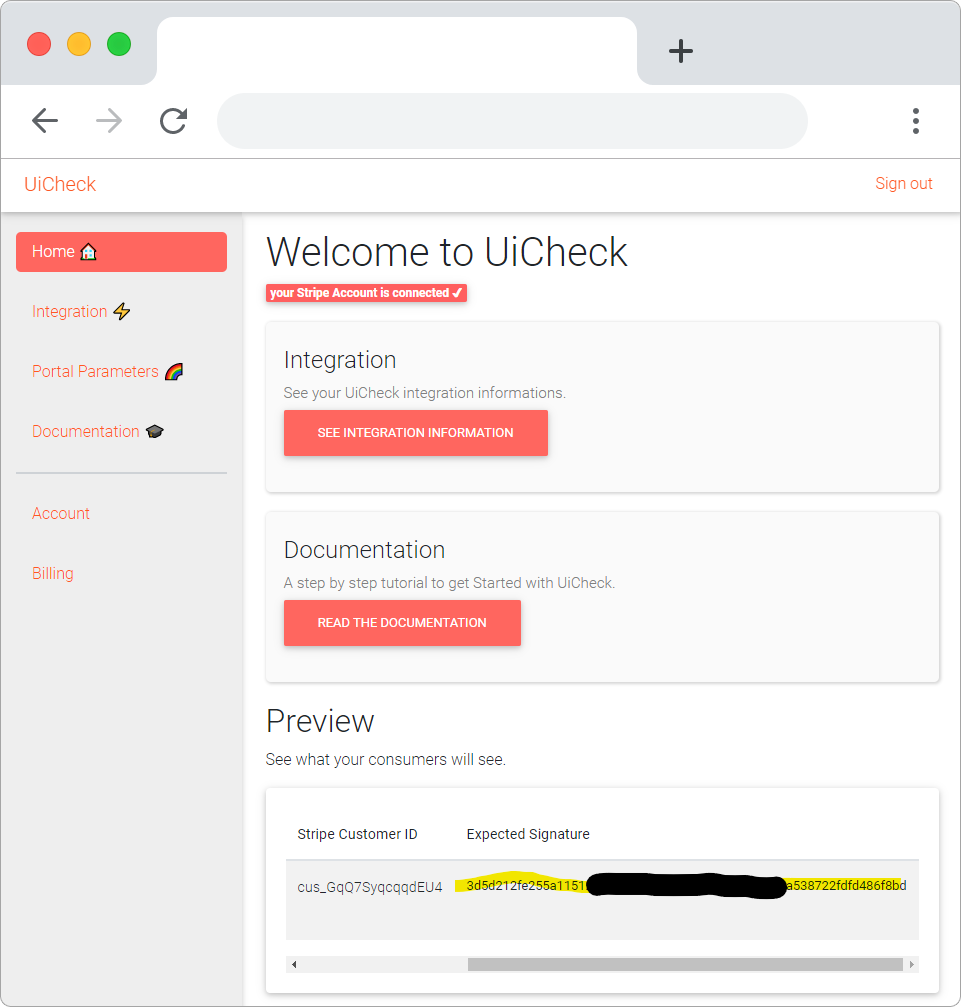 UiCheck
Sign out
Home
Integration
Portal Parameters
Documentation
Account
Billing
Welcome to UiCheck
your Stripe Account is connected ✓
Integration
See your UiCheck integration informations.
SEE INTEGRATION INFORMATION
Documentation
A step by step tutorial to get Started with UiCheck.
READ THE DOCUMENTATION
Preview
See what your consumers will see.
Stripe Customer ID Expected Signature
cus_GqQ7SyqcqqdEU4 3d5d212fe255a1151 a538722fdfd486f8bd